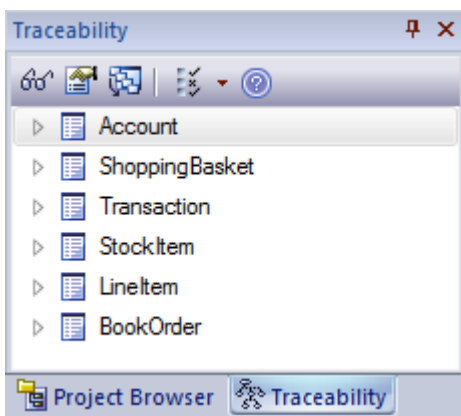 Traceability
Account
ShoppingBasket
Transaction
StockItem
LineItem
BookOrder
Project Browser Traceability